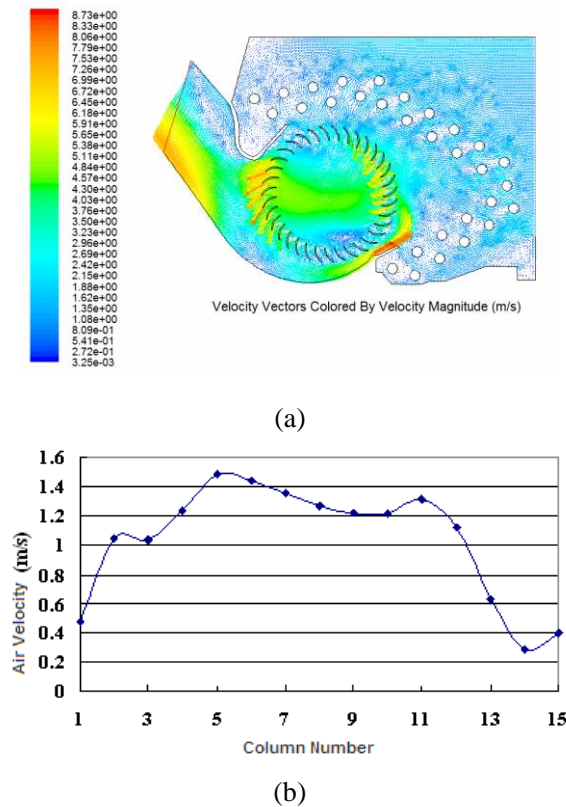 8.73e+00
8.33e+00
8.06e+00
7.79e+00
7.53e+00
7.26e+00
6.99e+00
6.72e+00
6.45e+00
6.18e+00
5.91e+00
5.65e+00
5.38e+00
5.11e+00
4.84e+00
4.57e+00
4.30e+00
4.03e+00
3.76e+00
3.50e+00
3.23e+00
2.96e+00
2.69e+00
2.42e+00
2.15e+00
1.88e+00
1.62e+00
1.35e+00
1.08e+00
8.09e-01
5.41e-01
2.72e-01
3.25e-03
Velocity Vectors Colored By Velocity Magnitude (m/s)
(a)
1.6
1.4
1.2
1
0.8
0.6
0.4
0.2
0
Air Velocity (m/s)
1 3 5 7 9 11 13 15
Column Number
(b)